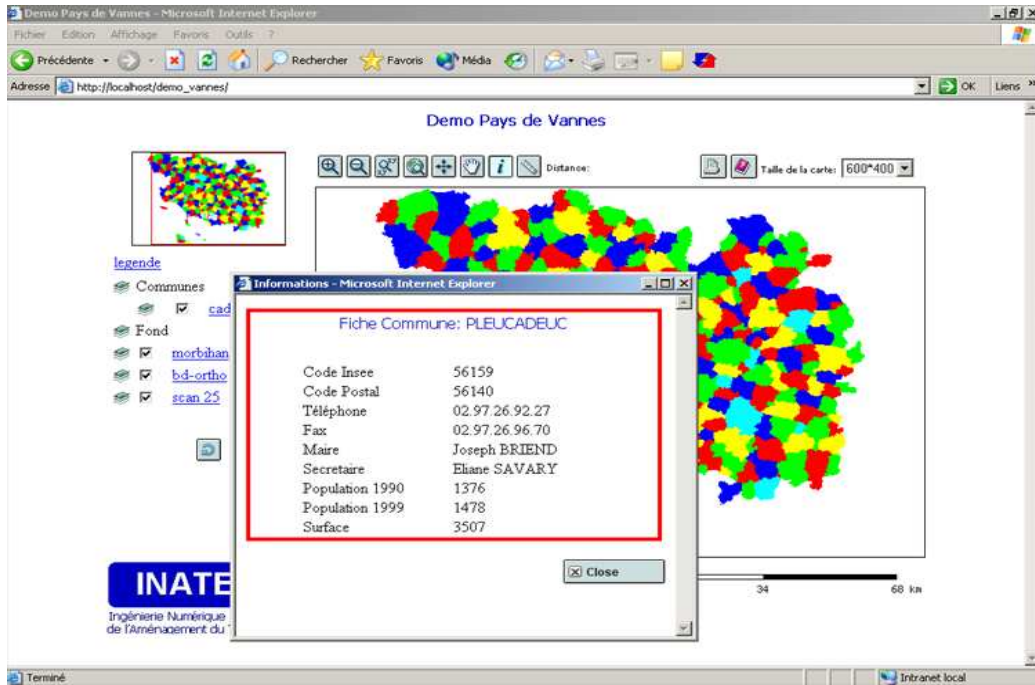 Demo Pays de Vannes - Microsoft Internet Explorer
Fichier Edition Affichage Favoris Outils ?
Précédente Rechercher Favoris Média
Adresse http://localhost/demo_vannes/ OK Liens »
Demo Pays de Vannes
Distance: Taille de la carte: 600*400
legende
Communes
cad
Fond
morbihan
bd-ortho
scan 25
Informations - Microsoft Internet Explorer
Fiche Commune: PLEUCADEUC
Code Insee 56159
Code Postal 56140
Téléphone 02.97.26.92.27
Fax 02.97.26.96.70
Maire Joseph BRIEND
Secretaire Eliane SAVARY
Population 1990 1376
Population 1999 1478
Surface 3507
Close
34 68 km
INATE
Ingénierie Numérique
de l'Aménagement du
Terminé Intranet local